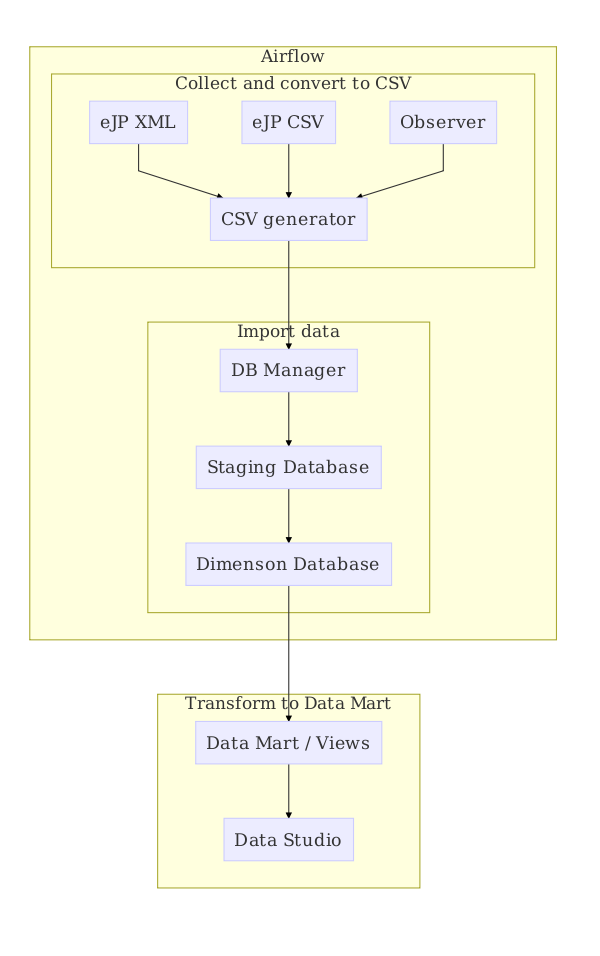 Airflow
Collect and convert to CSV
eJP XML
eJP CSV
Observer
CSV generator
Import data
DB Manager
Staging Database
Dimenson Database
Transform to Data Mart
Data Mart / Views
Data Studio